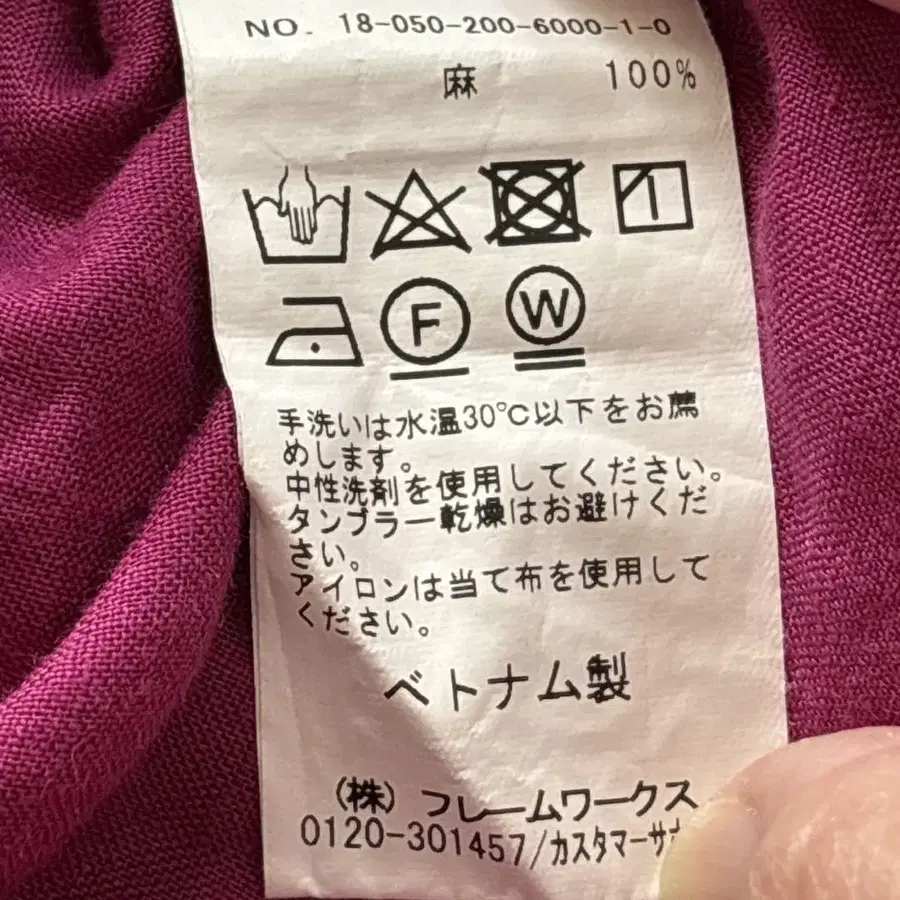 NO. 18-050-200-6000-1-0
麻 100%
F W
手洗いは水温30℃以下をお薦
めします。
中性洗剤を使用してください。
タンブラー乾燥はお避けくだ
さい。
アイロンは当て布を使用して
ください。
ベトナム製
(株) フレームワークス
0120-301457/カスタマーサ